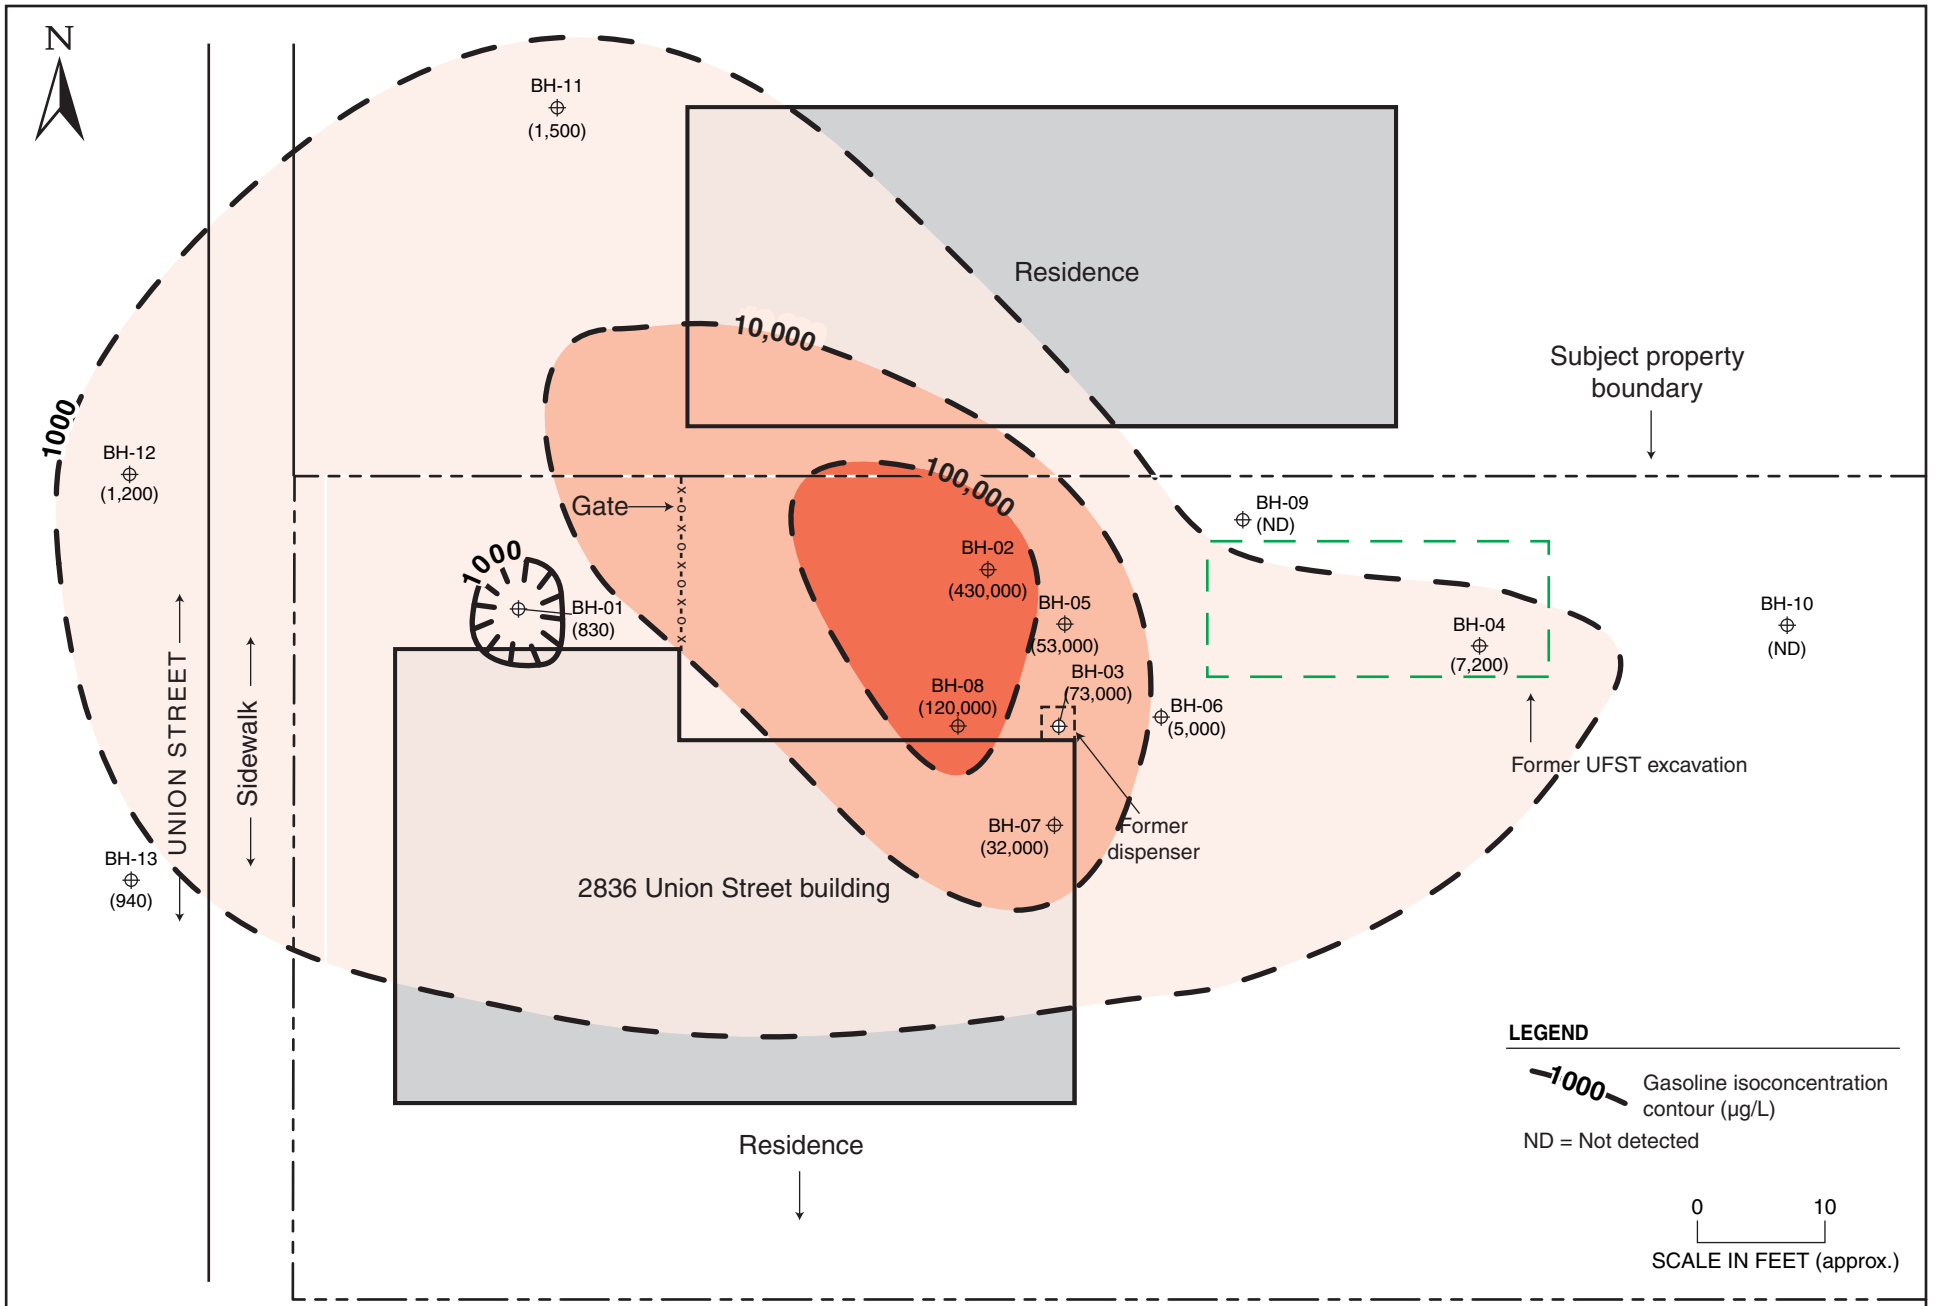 N
BH-11
(1,500)
Residence
10,000
Subject property
boundary
1000
BH-12
(1,200)
100,000
Gate
x
o
x
o
x
o
x
o
x
BH-09
(ND)
1000
BH-02
(430,000)
BH-01
(830)
BH-05
(53,000)
BH-10
(ND)
BH-04
(7,200)
BH-03
(73,000)
BH-08
(120,000)
BH-06
(5,000)
UNION STREET
Sidewalk
Former UFST excavation
BH-07
(32,000)
Former
dispenser
BH-13
(940)
2836 Union Street building
LEGEND
1000
Gasoline isoconcentration
contour (µg/L)
ND = Not detected
Residence
0 10
SCALE IN FEET (approx.)